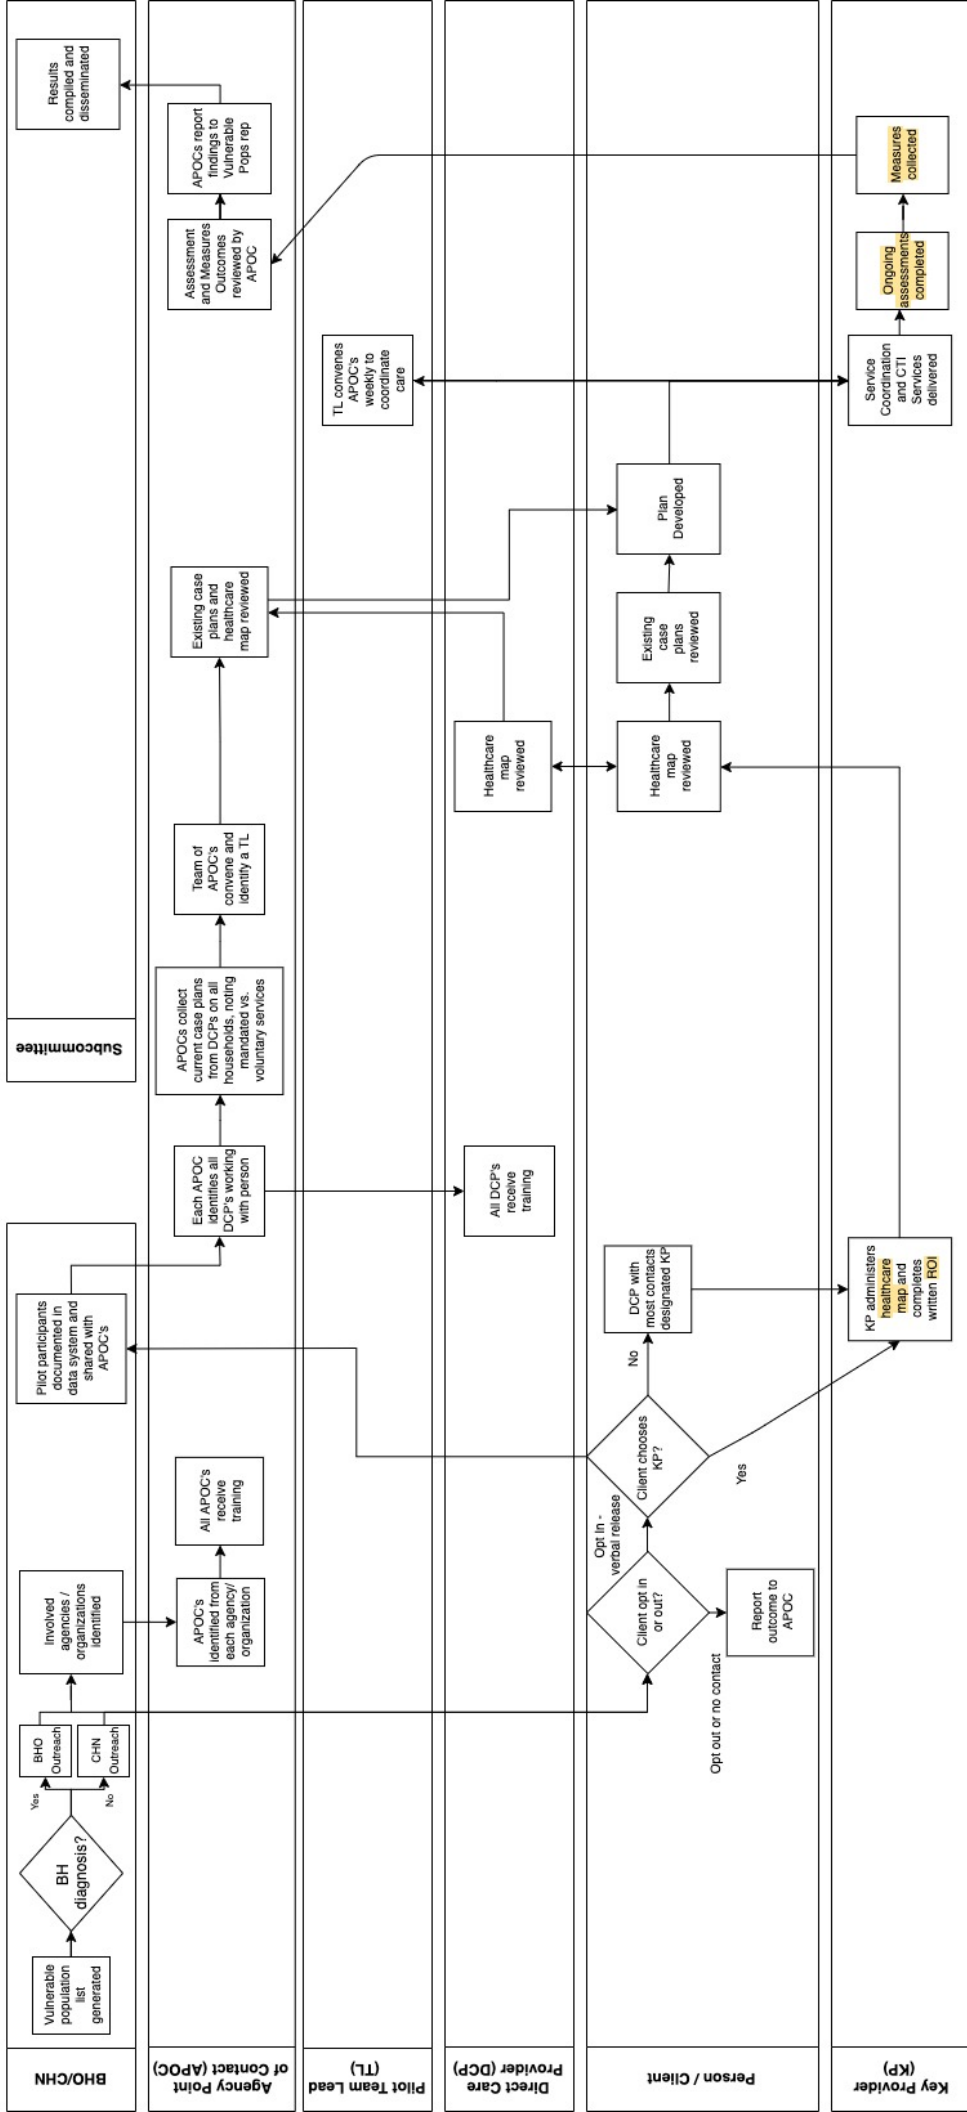 BHO/CHN
Vulnerable
population
list
generated
BH
diagnosis?
Yes
No
BHO
Outreach
CHN
Outreach
Involved
agencies /
organizations
identified
Pilot participants
documented in
data system and
shared with
APOC's
Subcommittee
Results
compiled and
disseminated
Agency Point
of Contact (APOC)
APOC's
identified from
each agency/
organization
All APOC's
receive
training
Each APOC
identifies all
DCP's working
with person
APOCs collect
current case plans
from DCPs on all
households, noting
mandated vs.
voluntary services
Team of
APOC's
convene and
identify a TL
Existing case
plans and
healthcare
map reviewed
Assessment
and Measures
Outcomes
reviewed by
APOC
APOCs report
findings to
Vulnerable
Pops rep
Pilot Team Lead
(TL)
TL convenes
APOC's
weekly to
coordinate
care
Direct Care
Provider (DCP)
All DCP's
receive
training
Healthcare
map
reviewed
Person / Client
Client opt in
or out?
Opt out or no contact
Report
outcome to
APOC
Opt In -
verbal release
Client chooses
KP?
No
Yes
DCP with
most contacts
designated KP
Healthcare
map
reviewed
Existing
case
plans
reviewed
Plan
Developed
Key Provider
(KP)
KP administers
healthcare
map and
completes
written ROI
Service
Coordination
and CTI
Services
delivered
Ongoing
assessments
completed
Measures
collected